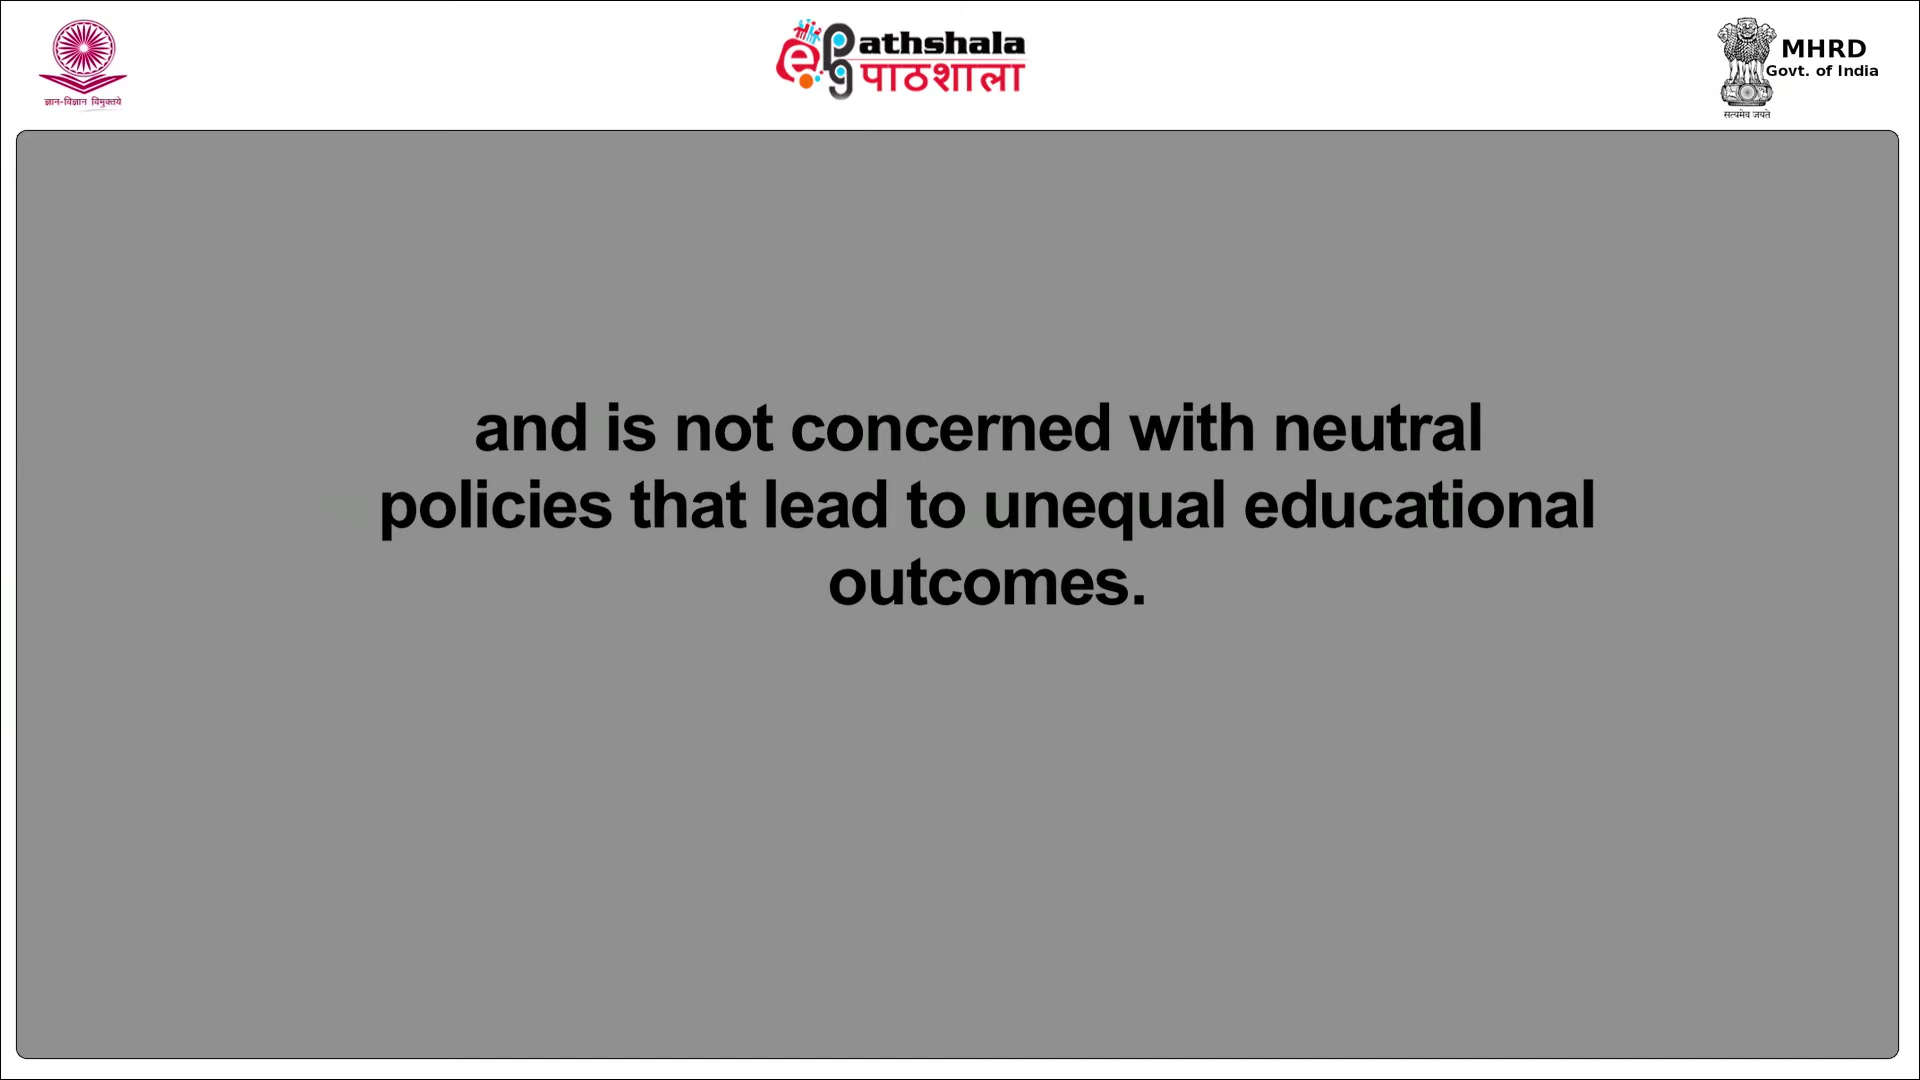 ज्ञान-विज्ञान विमुक्तये
ePG athshala
पाठशाला
MHRD
Govt. of India
सत्यमेव जयते
and is not concerned with neutral
policies that lead to unequal educational
outcomes.